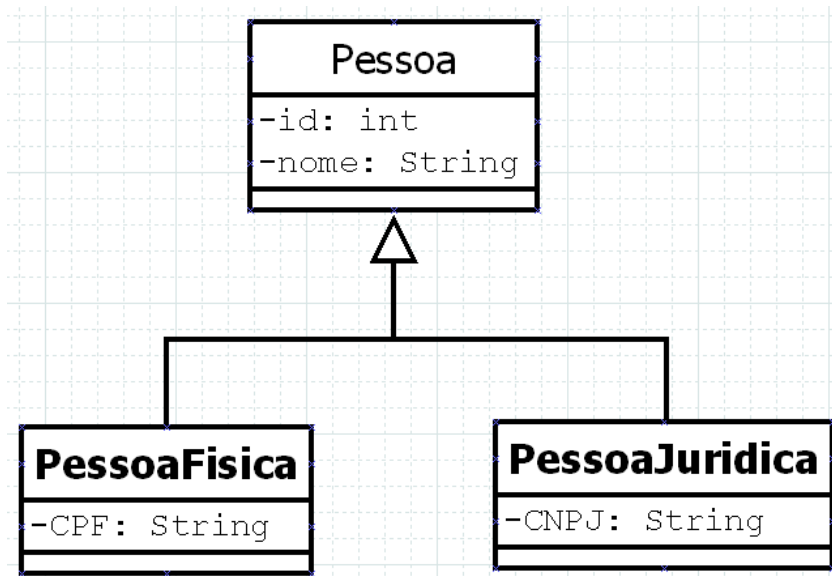 Pessoa
-id: int
-nome: String
PessoaFisica
-CPF: String
PessoaJuridica
-CNPJ: String